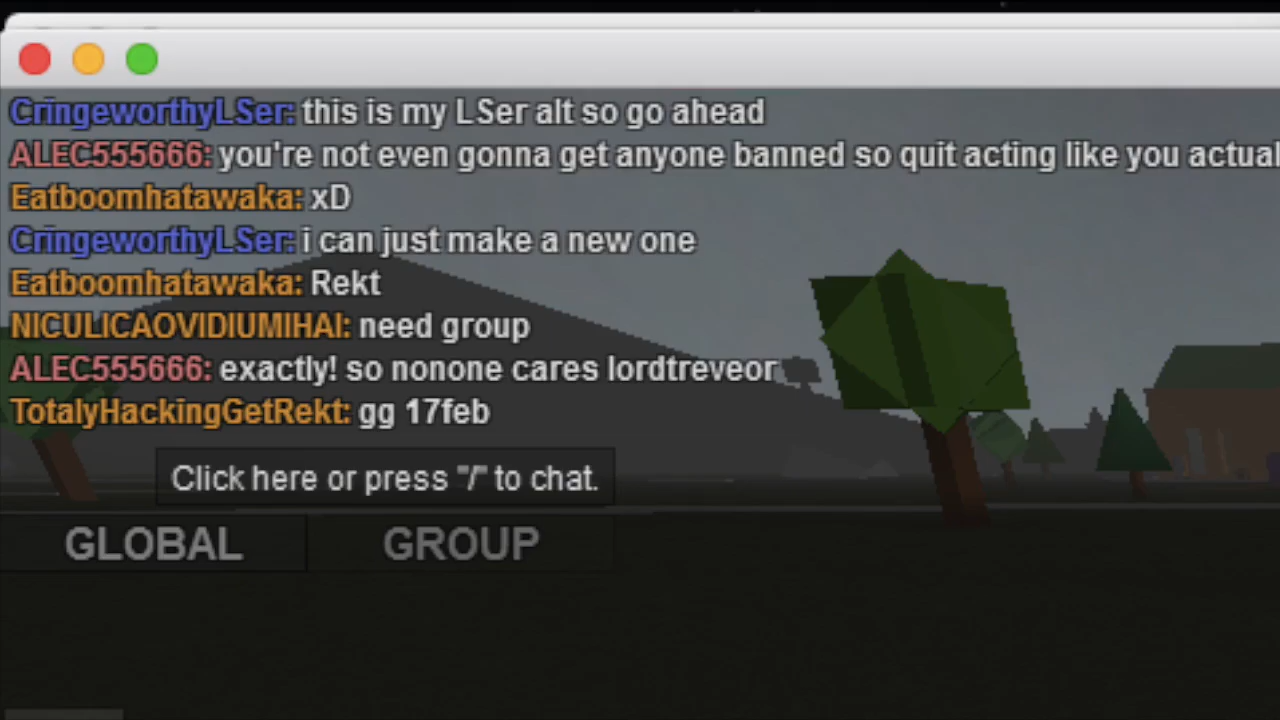 CringeworthyLSer: this is my LSer alt so go ahead
ALEC555666: you're not even gonna get anyone banned so quit acting like you actual
Eatboomhatawaka: xD
CringeworthyLSer: i can just make a new one
Eatboomhatawaka: Rekt
NICULICAOVIDIUMIHAI: need group
ALEC555666: exactly! so nonone cares lordtreveor
TotalyHackingGetRekt: gg 17feb
Click here or press "/" to chat.
GLOBAL GROUP